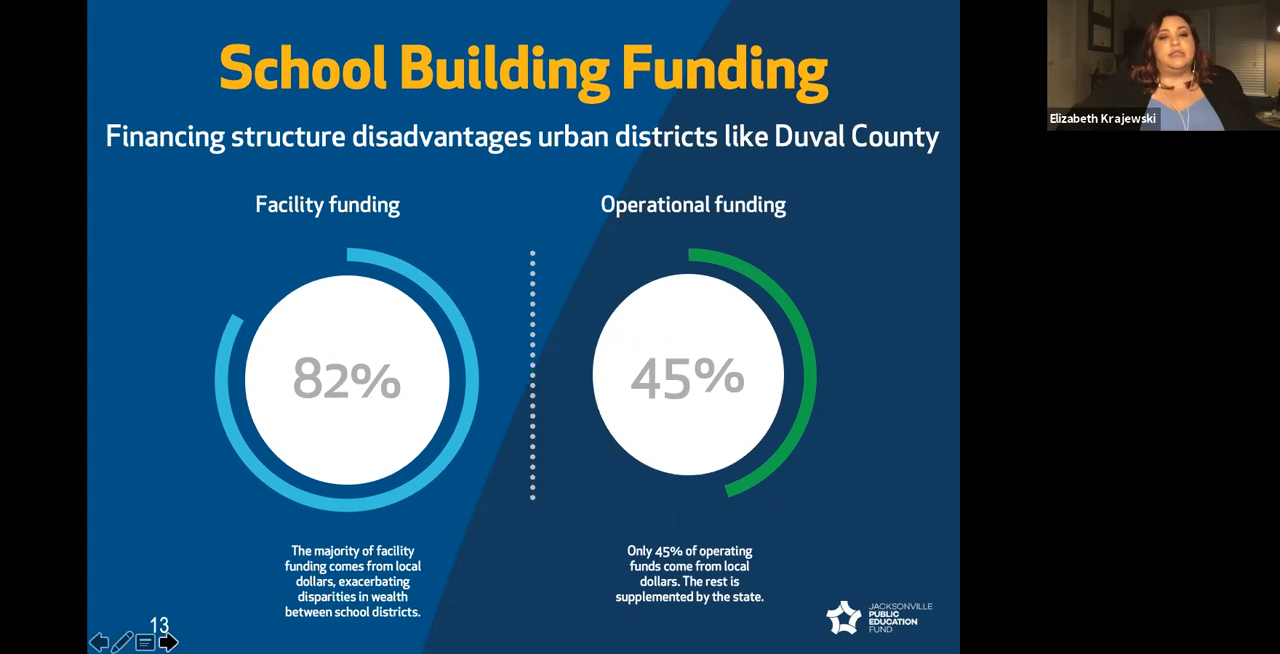 School Building Funding
Financing structure disadvantages urban districts like Duval County
Facility funding
82%
The majority of facility
funding comes from local
dollars, exacerbating
disparities in wealth
between school districts.
Operational funding
45%
Only 45% of operating
funds come from local
dollars. The rest is
supplemented by the state.
13
JACKSONVILLE
PUBLIC
EDUCATION
FUND
Elizabeth Krajewski